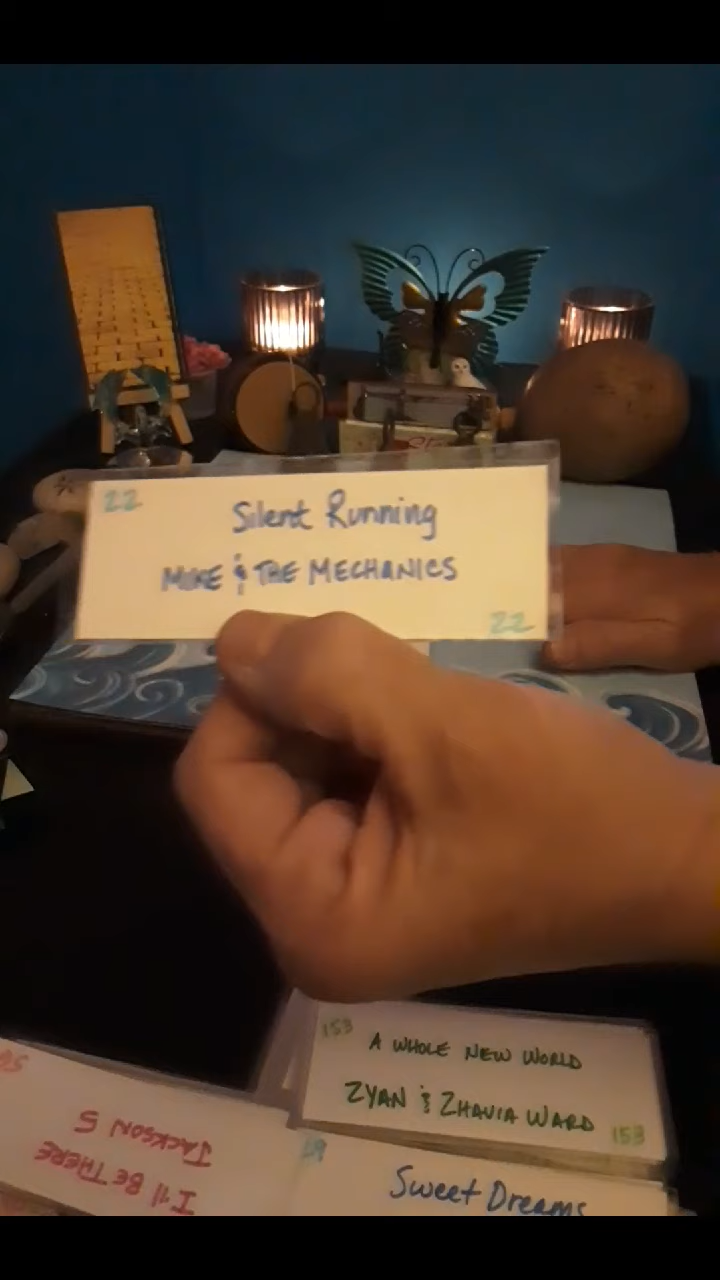 22
Silent Running
MIKE & THE MECHANICS
22
153
A WHOLE NEW WORLD
ZYAN & ZHAVIA WARD
153
I'll BE THERE
JACKSON 5
Sweet Dreams